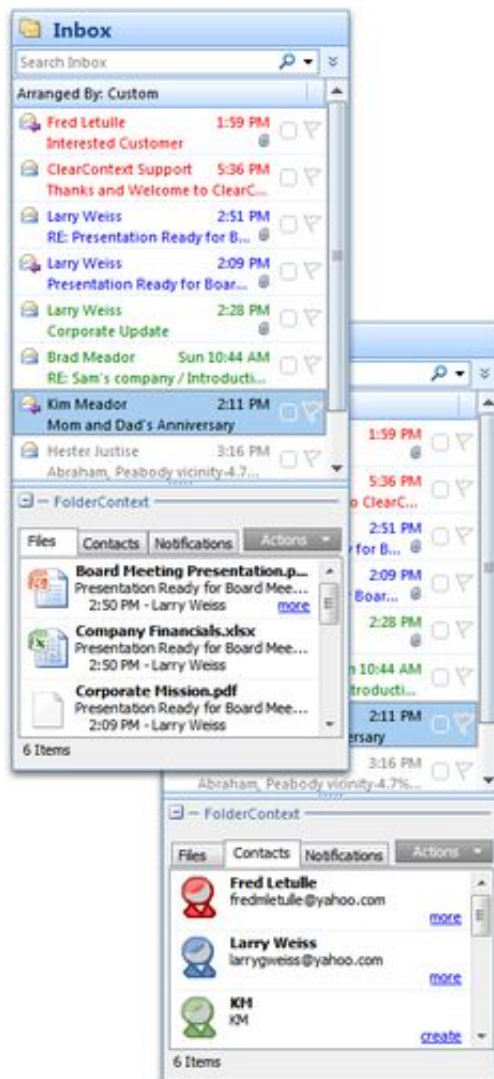 Inbox
Search Inbox
Arranged By: Custom
Fred Letulle 1:59 PM
Interested Customer
ClearContext Support 5:36 PM
Thanks and Welcome to ClearC...
Larry Weiss 2:51 PM
RE: Presentation Ready for B...
Larry Weiss 2:09 PM
Presentation Ready for Boar...
Larry Weiss 2:28 PM
Corporate Update
Brad Meador Sun 10:44 AM
RE: Sam's company / Introducti...
Kim Meador 2:11 PM
Mom and Dad's Anniversary
Hester Justise 3:16 PM
Abraham, Peabody vicinity-4.7...
FolderContext
Files Contacts Notifications Actions
Board Meeting Presentation.p...
Presentation Ready for Board Mee...
2:50 PM - Larry Weiss more
Company Financials.xlsx
Presentation Ready for Board Mee...
2:50 PM - Larry Weiss
Corporate Mission.pdf
Presentation Ready for Board Mee...
2:09 PM - Larry Weiss
6 Items
1:59 PM
5:36 PM
o ClearC...
2:51 PM
for B...
2:09 PM
Boar...
2:28 PM
10:44 AM
troducti...
2:11 PM
ersary
3:16 PM
Abraham, Peabody vicinity-4.7%...
FolderContext
Files Contacts Notifications Actions
Fred Letulle
fredmletulle@yahoo.com
more
Larry Weiss
larrygweiss@yahoo.com
more
KM
KM
create
6 Items